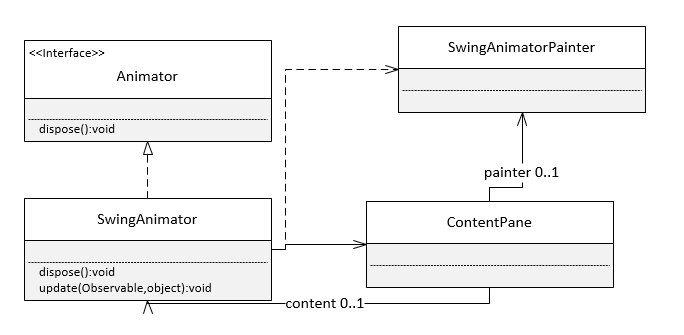 <<Interface>>
Animator
dispose():void
SwingAnimatorPainter
painter 0..1
SwingAnimator
dispose():void
update(Observable,object):void
ContentPane
content 0..1